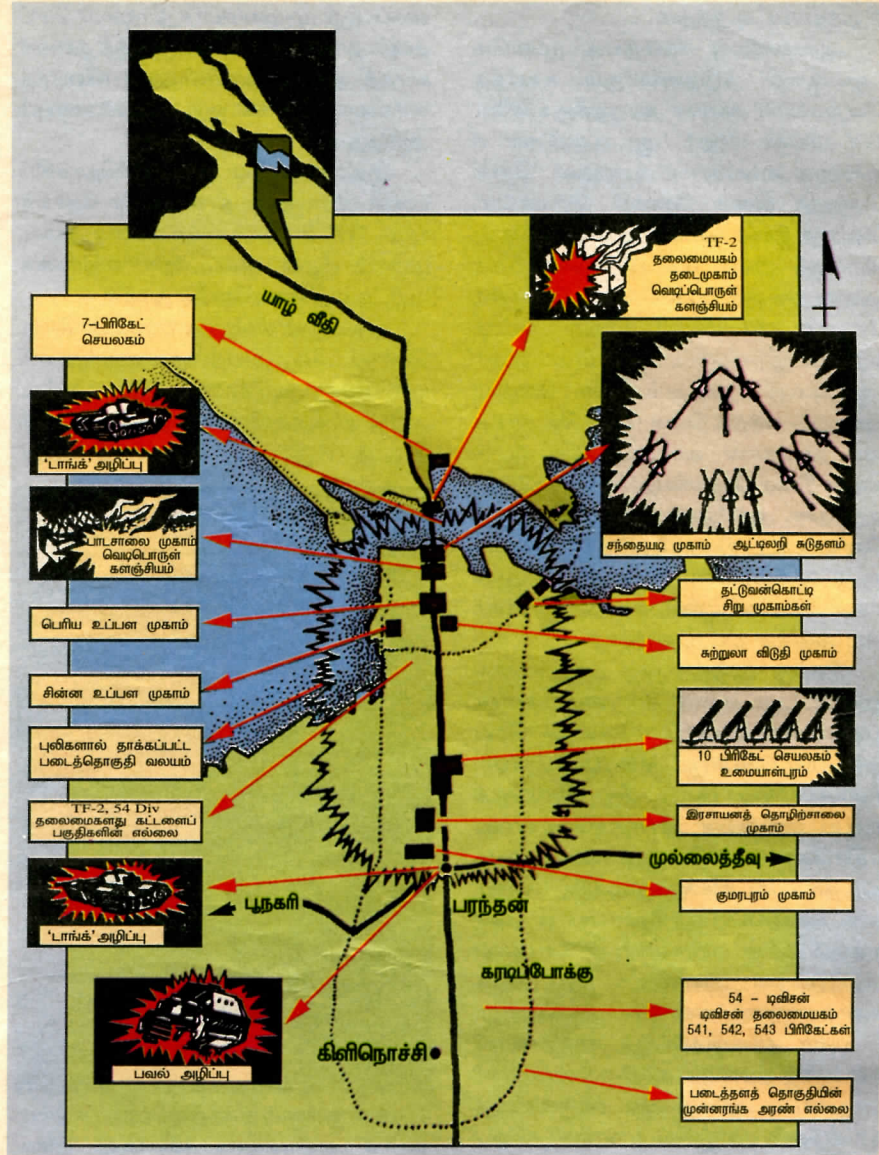 TF-2
தலைமையகம்
தடைமுகாம்
வெடிப்பொருள்
களஞ்சியம்
யாழ் வீதி
7-பிரிகேட்
செயலகம்
'டாங்க்' அழிப்பு
பாடசாலை முகாம்
வெடிபொருள்
களஞ்சியம்
சந்தையடி முகாம் ஆட்டிலறி சுடுதளம்
தட்டுவன்கொட்டி
சிறு முகாம்கள்
பெரிய உப்பள முகாம்
சுற்றுலா விடுதி முகாம்
சின்ன உப்பள முகாம்
புலிகளால் தாக்கப்பட்ட
படைத்தொகுதி வலயம்
10 பிரிகேட் செயலகம்
உமையாள்புரம்
TF-2, 54 Div
தலைமைகளது கட்டளைப்
பகுதிகளின் எல்லை
இரசாயனத் தொழிற்சாலை
முகாம்
முல்லைத்தீவு
'டாங்க்' அழிப்பு
பூநகரி
பரந்தன்
குமரபுரம் முகாம்
கரடிப்போக்கு
54 - டிவிசன்
டிவிசன் தலைமையகம்
541, 542, 543 பிரிகேட்கள்
பவல் அழிப்பு
கிளிநொச்சி
படைத்தளத் தொகுதியின்
முன்னரங்க அரண் எல்லை